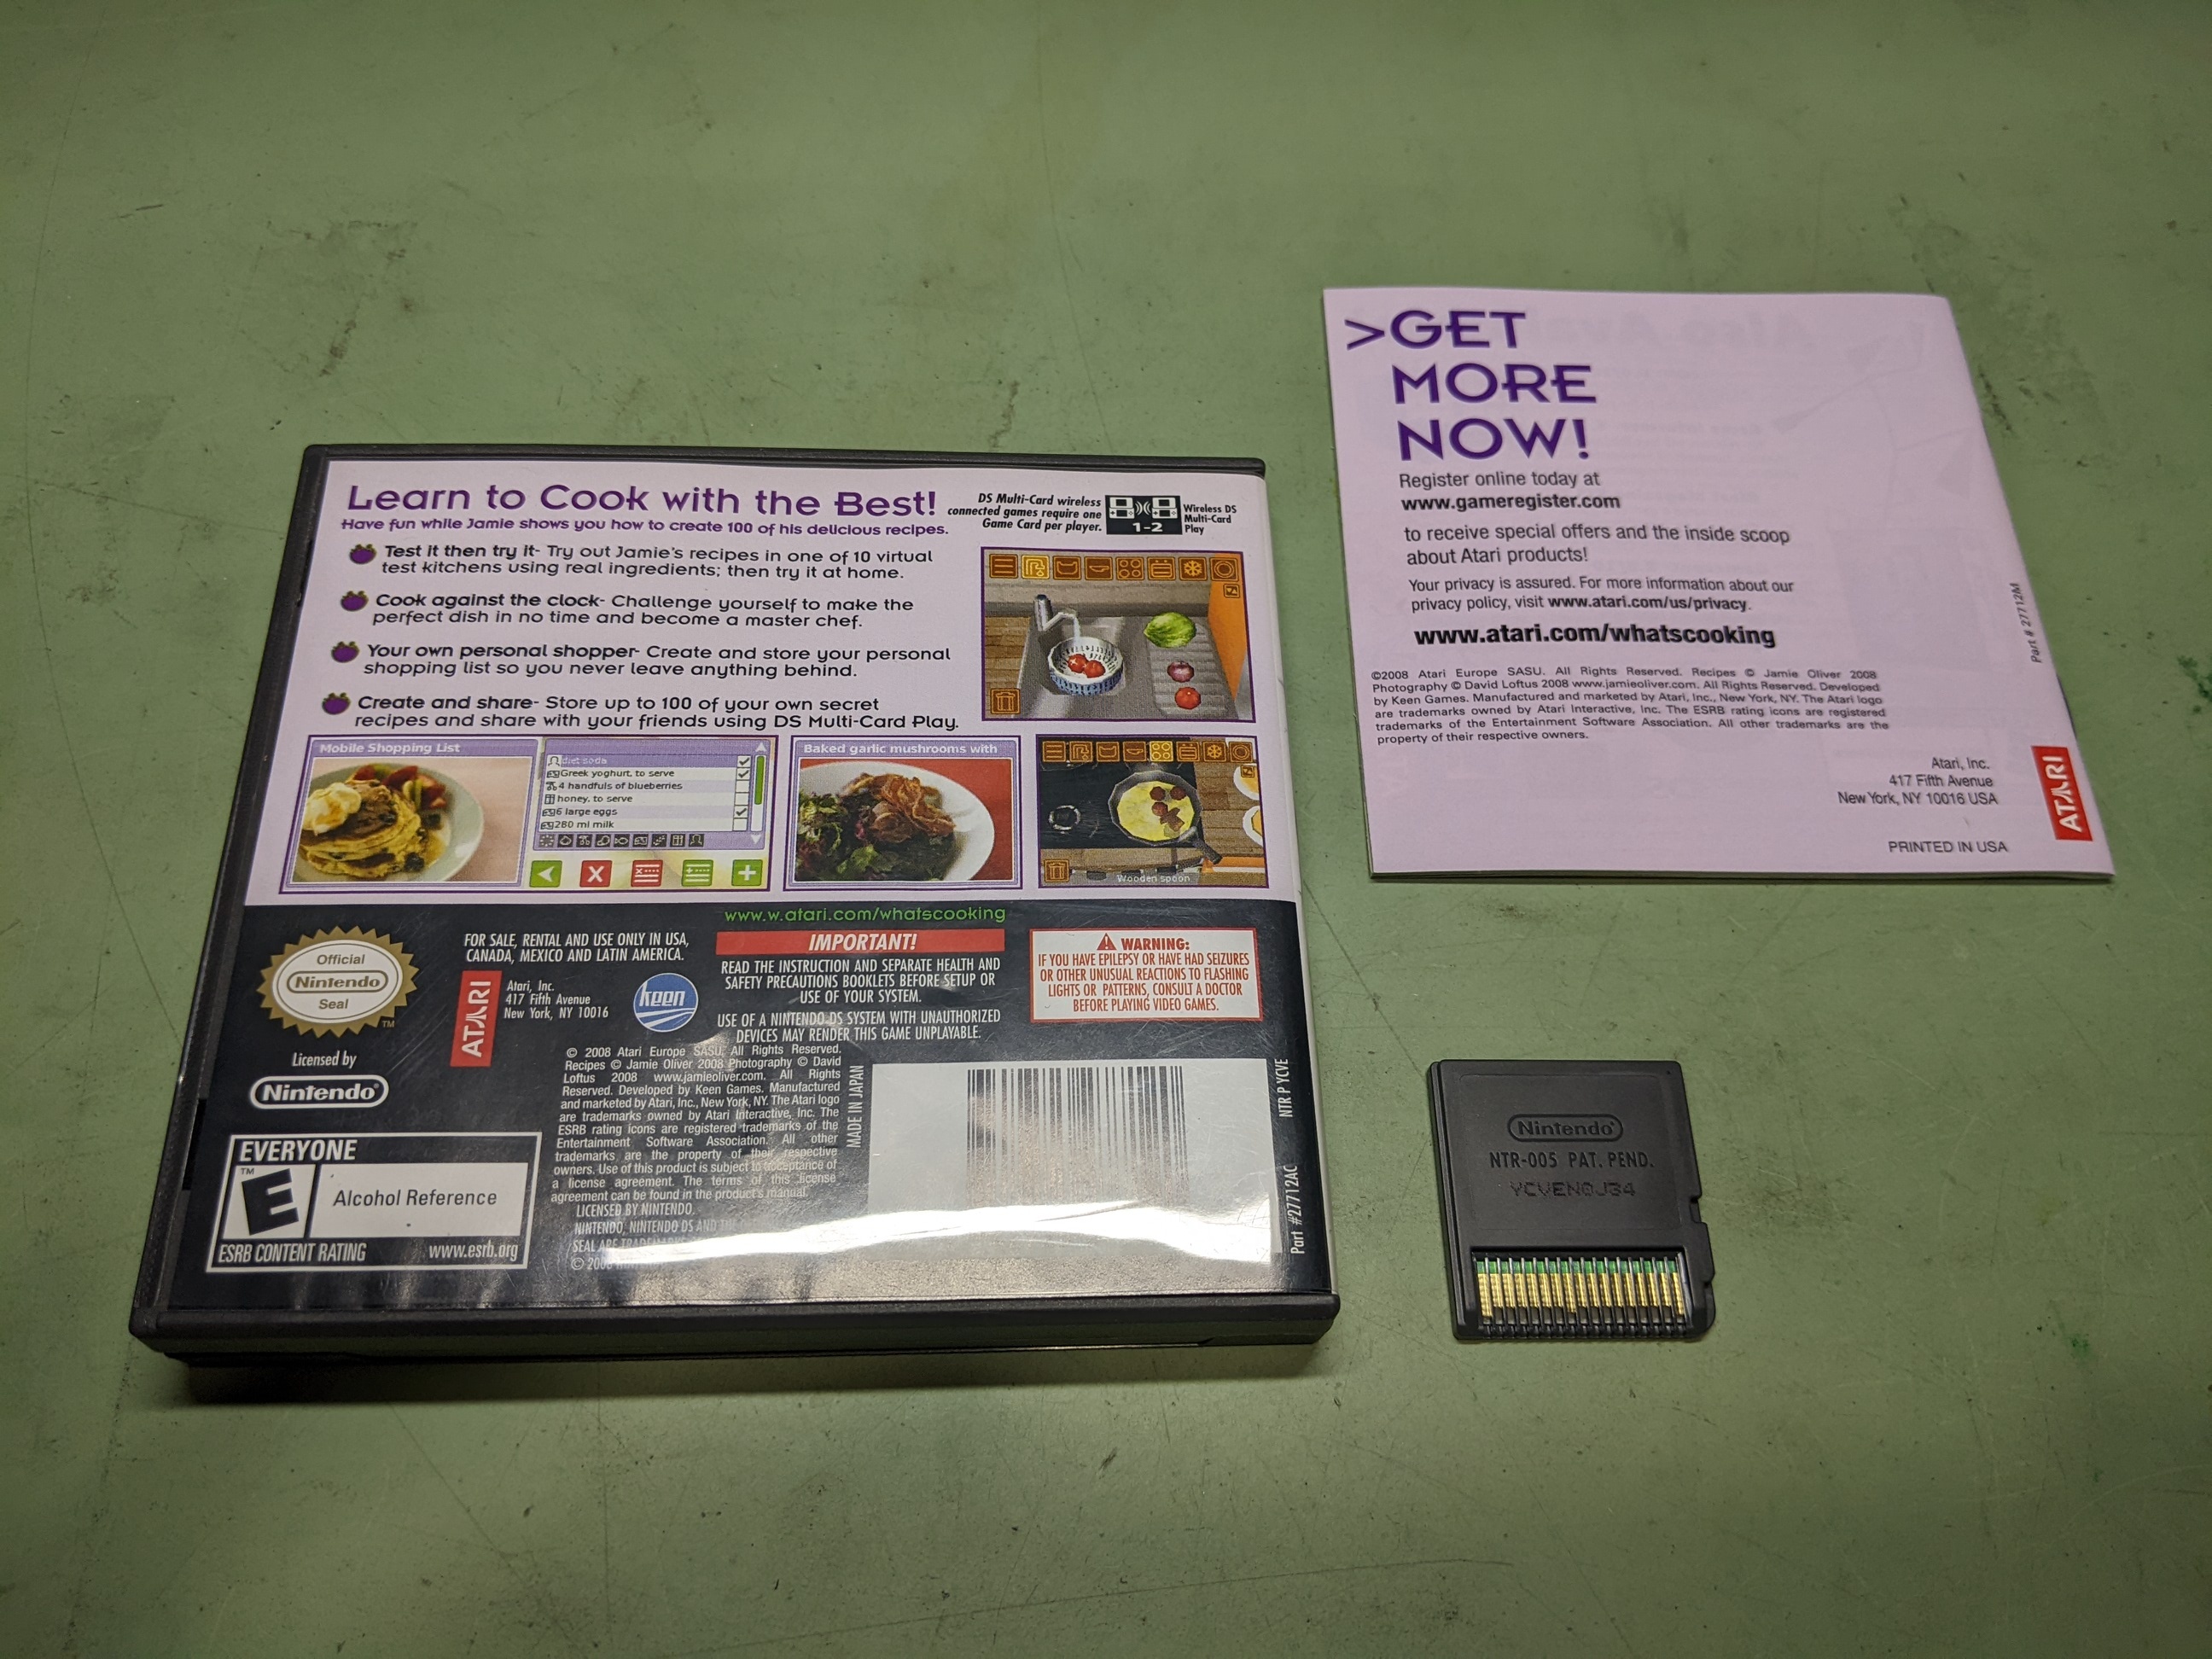 Learn to Cook with the Best!
Have fun while Jamie shows you how to create 100 of his delicious recipes.
DS Multi-Card wireless
connected games require one
Game Card per player.
1-2
Wireless DS
Multi-Card
Play
Test it then try it- Try out Jamie's recipes in one of 10 virtual
test kitchens using real ingredients; then try it at home.
Cook against the clock- Challenge yourself to make the
perfect dish in no time and become a master chef.
Your own personal shopper- Create and store your personal
shopping list so you never leave anything behind.
Create and share- Store up to 100 of your own secret
recipes and share with your friends using DS Multi-Card Play.
Mobile Shopping List
diet soda
Greek yoghurt, to serve
4 handfuls of blueberries
honey, to serve
6 large eggs
280 ml milk
Baked garlic mushrooms with
Wooden spoon
www.w.atari.com/whatscooking
Official
Nintendo
Seal
TM
Licensed by
Nintendo
FOR SALE, RENTAL AND USE ONLY IN USA,
CANADA, MEXICO AND LATIN AMERICA.
ATARI
Atari, Inc.
417 Fifth Avenue
New York, NY 10016
keen
IMPORTANT!
READ THE INSTRUCTION AND SEPARATE HEALTH AND
SAFETY PRECAUTIONS BOOKLETS BEFORE SETUP OR
USE OF YOUR SYSTEM.
USE OF A NINTENDO DS SYSTEM WITH UNAUTHORIZED
DEVICES MAY RENDER THIS GAME UNPLAYABLE.
WARNING:
IF YOU HAVE EPILEPSY OR HAVE HAD SEIZURES
OR OTHER UNUSUAL REACTIONS TO FLASHING
LIGHTS OR PATTERNS, CONSULT A DOCTOR
BEFORE PLAYING VIDEO GAMES.
© 2008 Atari Europe SASU. All Rights Reserved.
Recipes © Jamie Oliver 2008 Photography © David
Loftus 2008 www.jamieoliver.com. All Rights
Reserved. Developed by Keen Games. Manufactured
and marketed by Atari, Inc., New York, NY. The Atari logo
are trademarks owned by Atari Interactive, Inc. The
ESRB rating icons are registered trademarks of the
Entertainment Software Association. All other
trademarks are the property of their respective
owners. Use of this product is subject to acceptance of
a license agreement. The terms of this license
agreement can be found in the product's manual.
LICENSED BY NINTENDO.
NINTENDO, NINTENDO DS AND THE
SEAL ARE
© 200
MADE IN JAPAN
NTR P YCVE
Part #27712AC
EVERYONE
TM
E
Alcohol Reference
ESRB CONTENT RATING
www.esrb.org
>GET
MORE
NOW!
Register online today at
www.gameregister.com
to receive special offers and the inside scoop
about Atari products!
Your privacy is assured. For more information about our
privacy policy, visit www.atari.com/us/privacy.
www.atari.com/whatscooking
©2008 Atari Europe SASU. All Rights Reserved. Recipes © Jamie Oliver 2008
Photography © David Loftus 2008 www.jamieoliver.com. All Rights Reserved. Developed
by Keen Games. Manufactured and marketed by Atari, Inc., New York, NY. The Atari logo
are trademarks owned by Atari Interactive, Inc. The ESRB rating icons are registered
trademarks of the Entertainment Software Association. All other trademarks are the
property of their respective owners.
Part # 27712M
Atari, Inc.
417 Fifth Avenue
New York, NY 10016 USA
ATARI
PRINTED IN USA
Nintendo
NTR-005 PAT. PEND.
YCVEN0J34